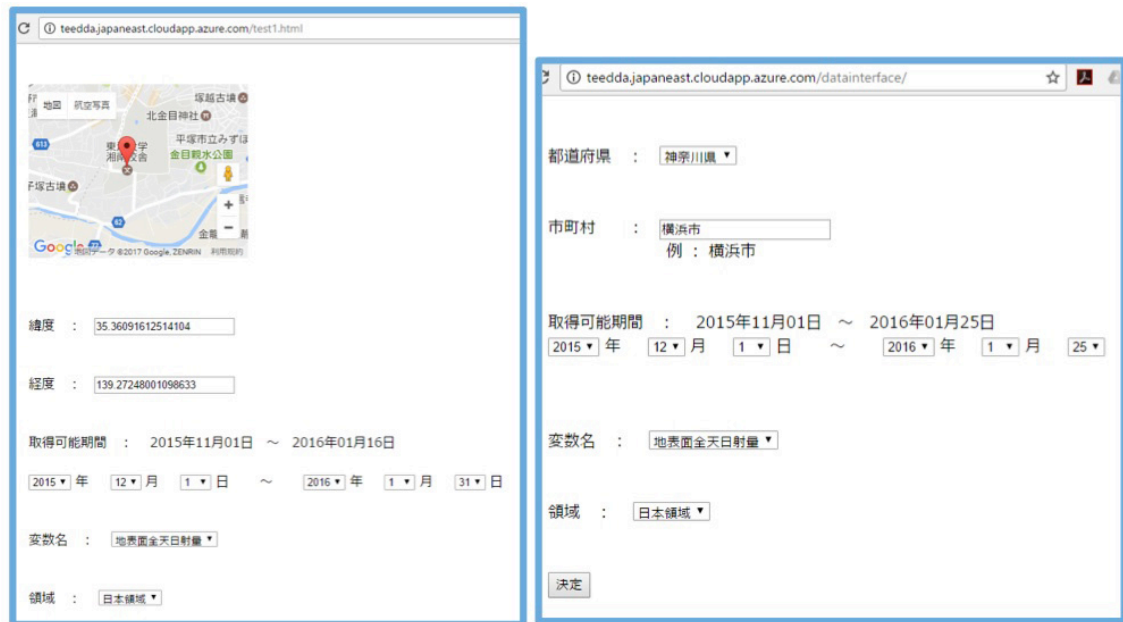 teedda.japaneast.cloudapp.azure.com/test1.html
地図 航空写真
塚越古墳
北金目神社
613
平塚市立みずほ
金目親水公園
子塚古墳
62
Google
地図データ ©2017 Google, ZENRIN 利用規約
緯度 : 35.36091612514104
経度 : 139.27248001098633
取得可能期間 : 2015年11月01日 ～ 2016年01月16日
2015 年 12 月 1 日 ～ 2016 年 1 月 31 日
変数名 : 地表面全天日射量
領域 : 日本領域
teedda.japaneast.cloudapp.azure.com/datainterface/
都道府県 : 神奈川県
市町村 : 横浜市
例 : 横浜市
取得可能期間 : 2015年11月01日 ～ 2016年01月25日
2015 年 12 月 1 日 ～ 2016 年 1 月 25
変数名 : 地表面全天日射量
領域 : 日本領域
決定